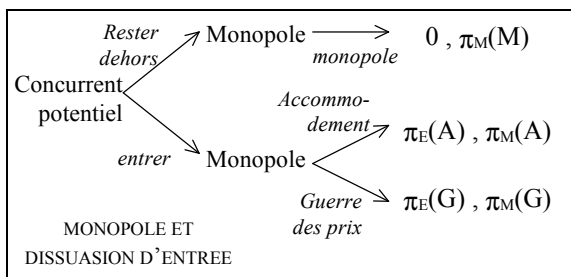 Rester
dehors
Monopole
monopole
0 , πM(M)
Concurrent
potentiel
Accommo-
dement
πE(A) , πM(A)
entrer
Monopole
Guerre
des prix
πE(G) , πM(G)
MONOPOLE ET
DISSUASION D'ENTREE